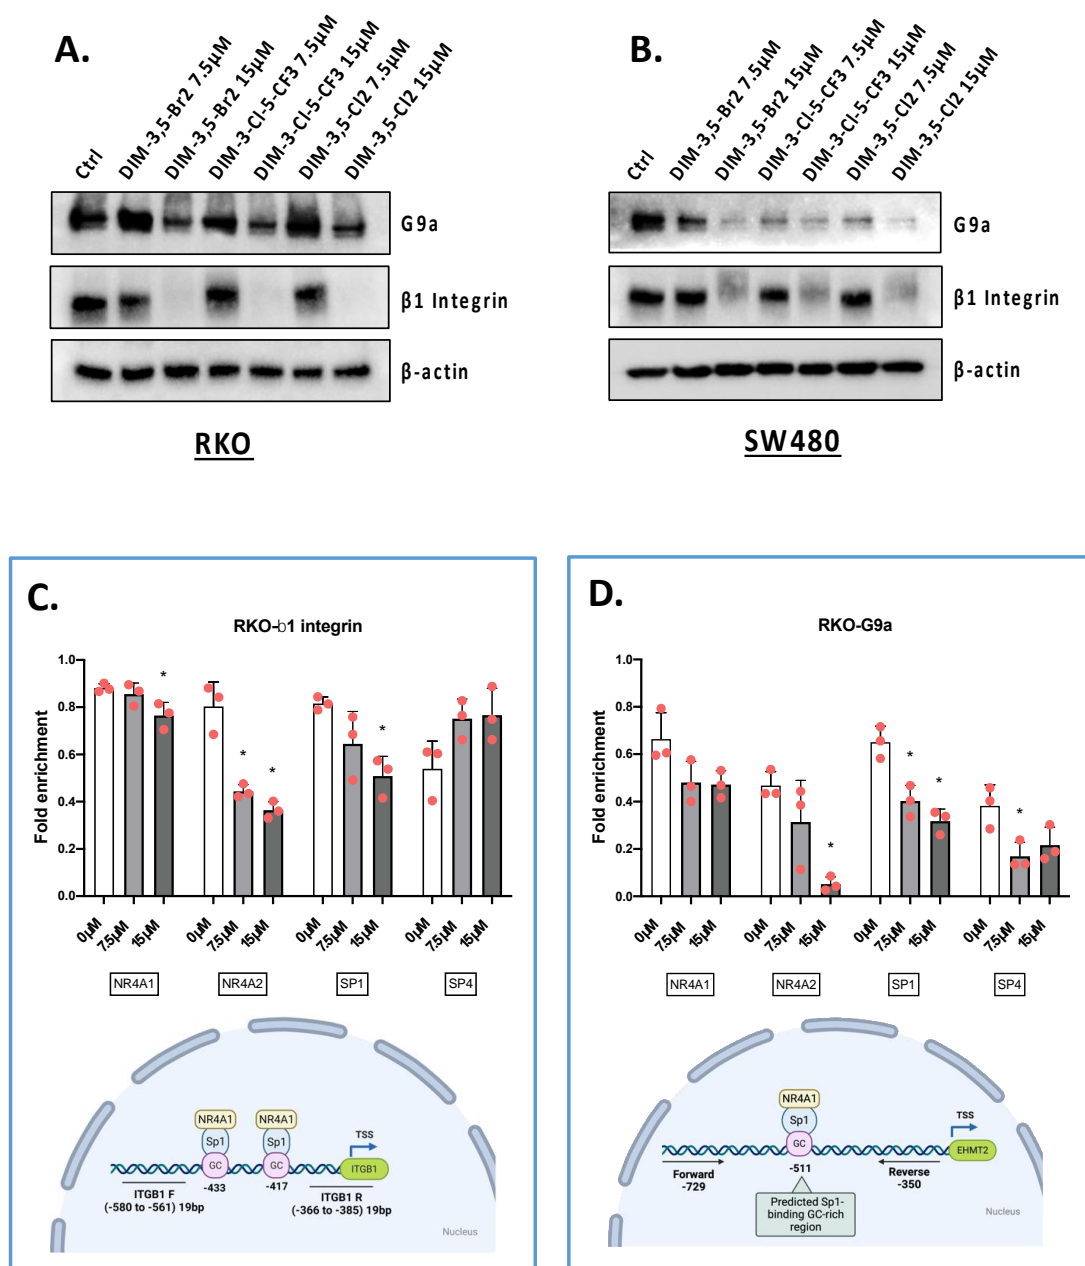 A.
Ctrl
DIM-3,5-Br2 7.5μM
DIM-3,5-Br2 15μM
DIM-3-Cl-5-CF3 7.5μM
DIM-3-Cl-5-CF3 15μM
DIM-3,5-Cl2 7.5μM
DIM-3,5-Cl2 15μM
G9a
β1 Integrin
β-actin
RKO
B.
Ctrl
DIM-3,5-Br2 7.5μM
DIM-3,5-Br2 15μM
DIM-3-Cl-5-CF3 7.5μM
DIM-3-Cl-5-CF3 15μM
DIM-3,5-Cl2 7.5μM
DIM-3,5-Cl2 15μM
G9a
β1 Integrin
β-actin
SW480
C.
RKO-b1 integrin
Fold enrichment
1.0
0.8
0.6
0.4
0.2
0.0
* * * *
0μM 7.5μM 15μM 0μM 7.5μM 15μM 0μM 7.5μM 15μM 0μM 7.5μM 15μM
NR4A1 NR4A2 SP1 SP4
NR4A1 NR4A1
Sp1 Sp1
TSS
GC GC ITGB1
-433 -417
ITGB1 F
(-580 to -561) 19bp
ITGB1 R
(-366 to -385) 19bp
Nucleus
D.
RKO-G9a
Fold enrichment
1.0
0.8
0.6
0.4
0.2
0.0
* * * *
0μM 7.5μM 15μM 0μM 7.5μM 15μM 0μM 7.5μM 15μM 0μM 7.5μM 15μM
NR4A1 NR4A2 SP1 SP4
NR4A1
Sp1
TSS
GC
EHMT2
Forward
-729
-511
Reverse
-350
Predicted Sp1-
binding GC-rich
region
Nucleus